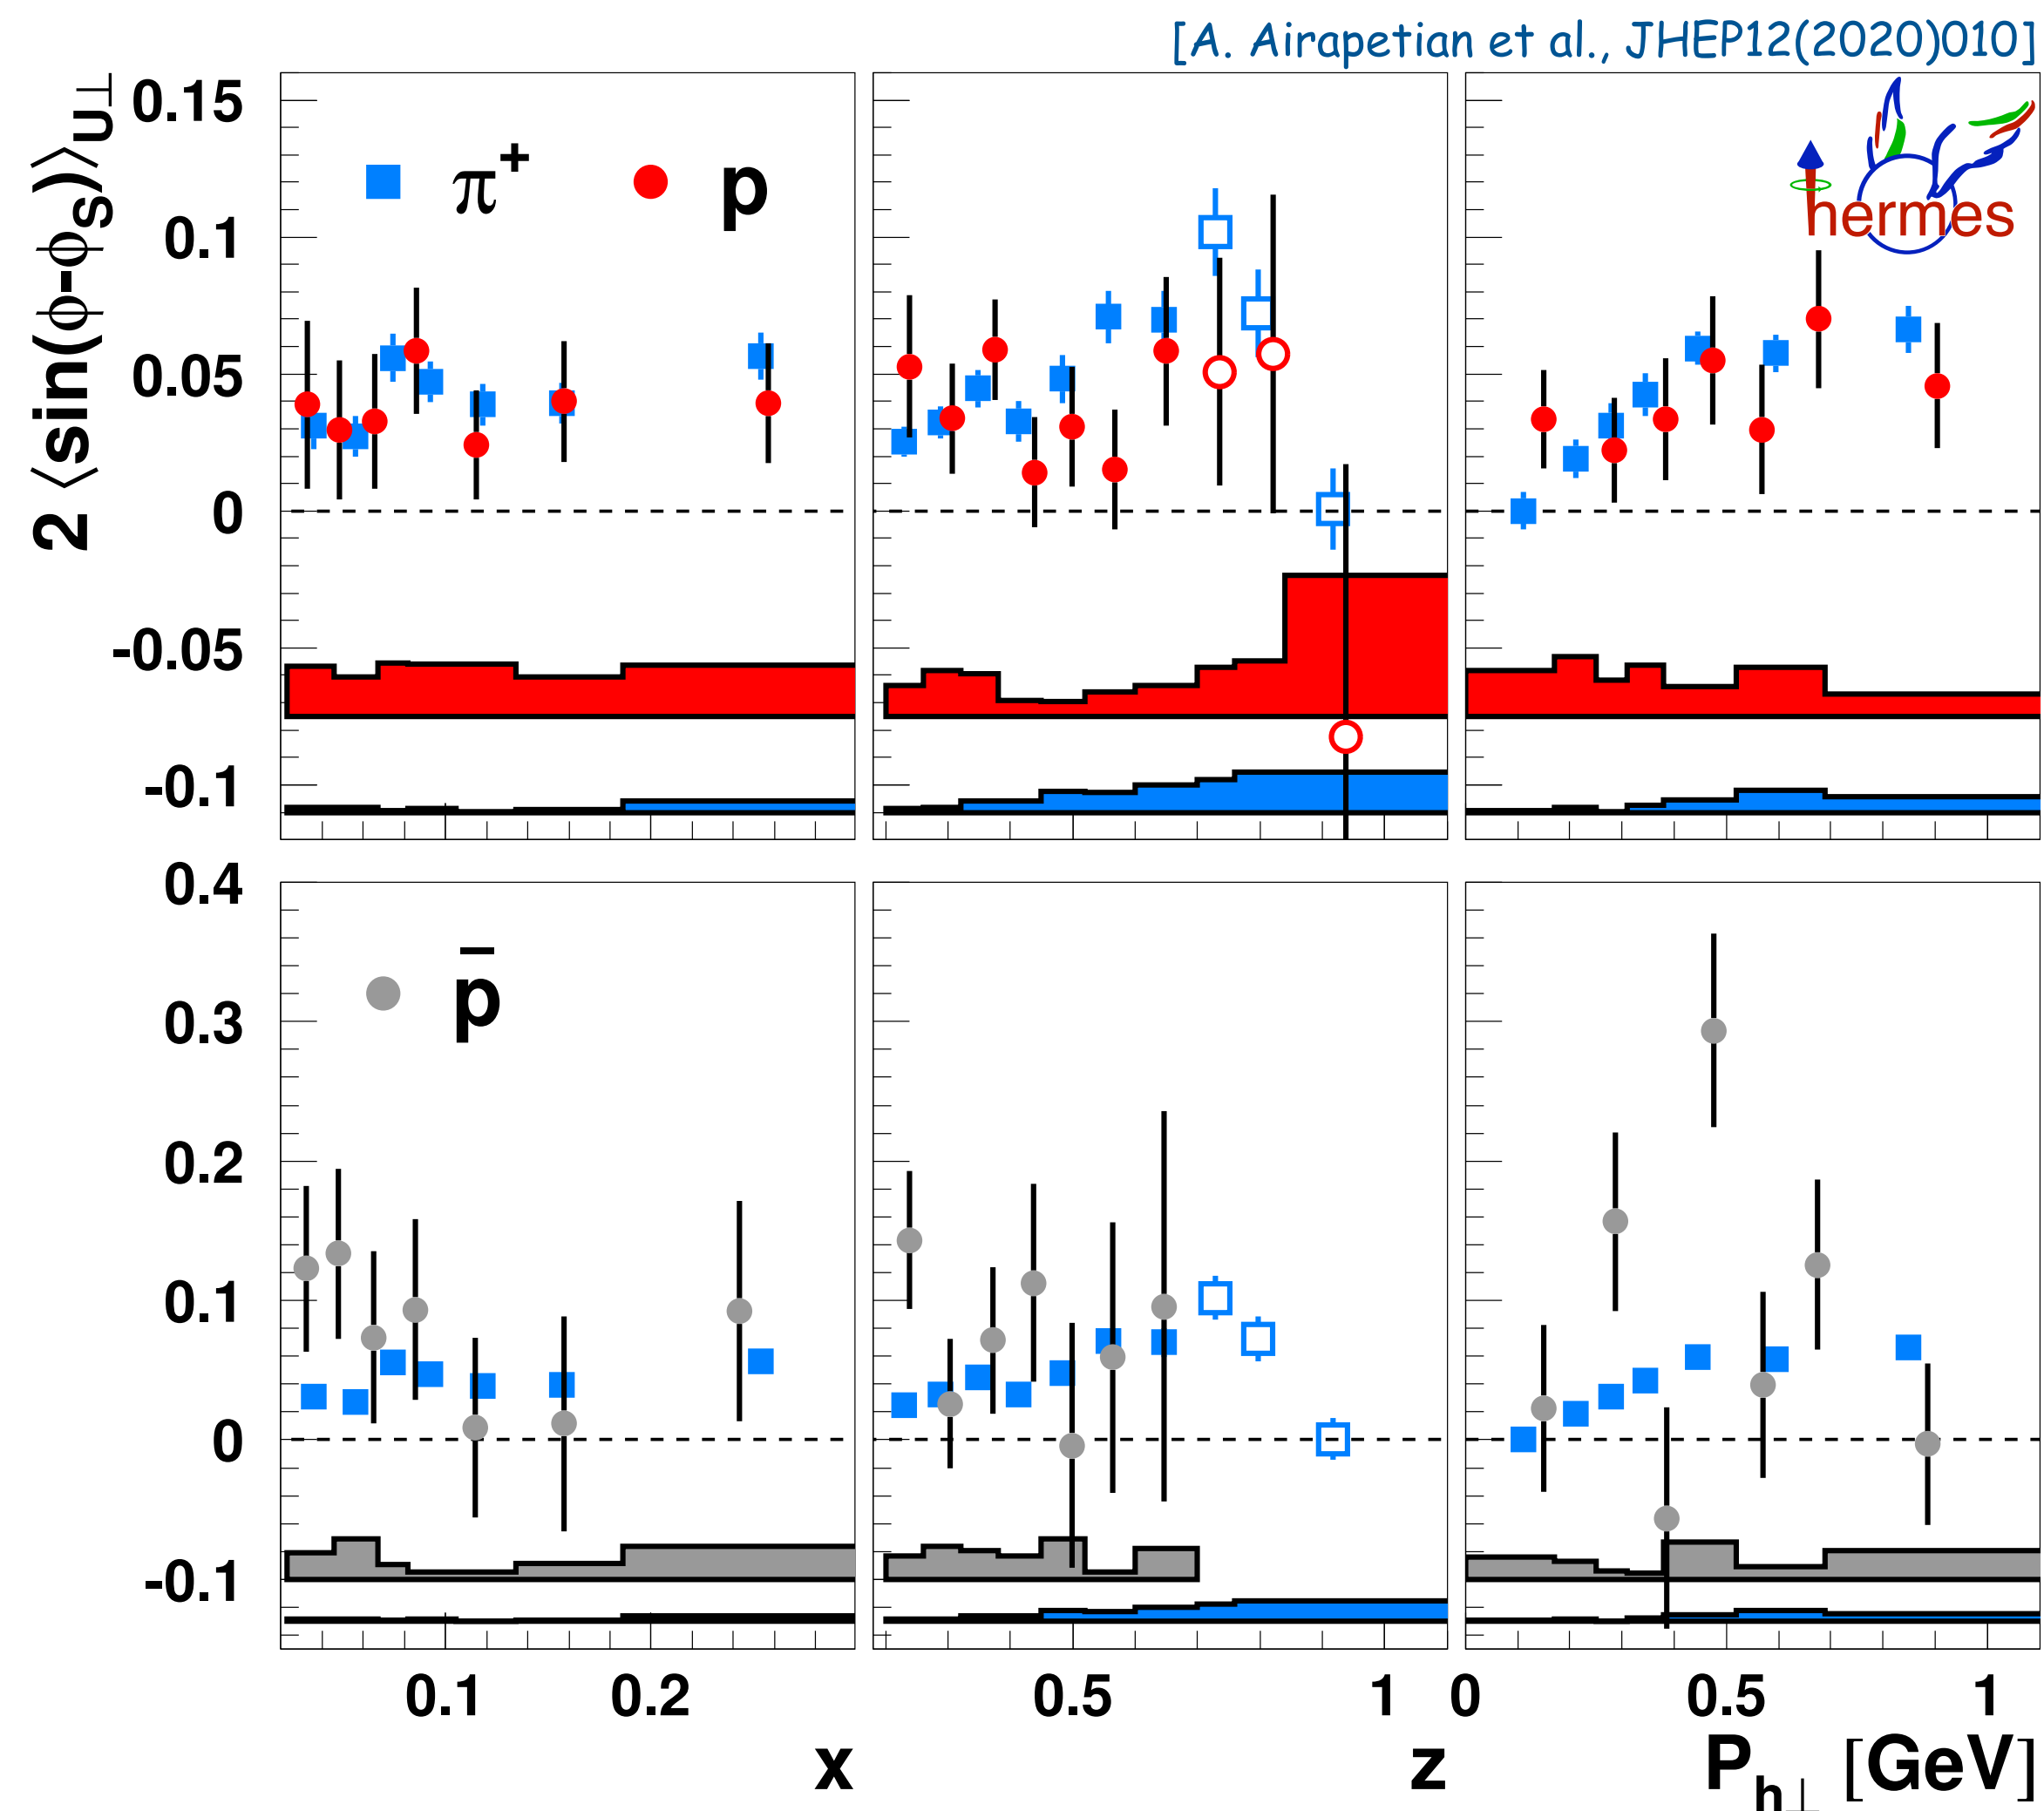 [A. Airapetian et al., JHEP12(2020)010]
2 ⟨sin(ϕ-ϕS)⟩U⊥
0.15
0.1
0.05
0
-0.05
-0.1
π+ p
hermes
0.4
0.3
0.2
0.1
0
-0.1
p̄
0.1 0.2 0.5 1 0 0.5 1
x z Ph⊥ [GeV]